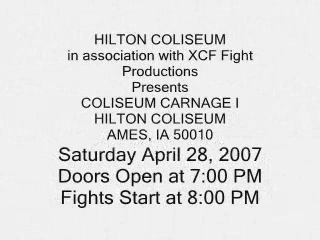 HILTON COLISEUM
in association with XCF Fight
Productions
Presents
COLISEUM CARNAGE I
HILTON COLISEUM
AMES, IA 50010
Saturday April 28, 2007
Doors Open at 7:00 PM
Fights Start at 8:00 PM